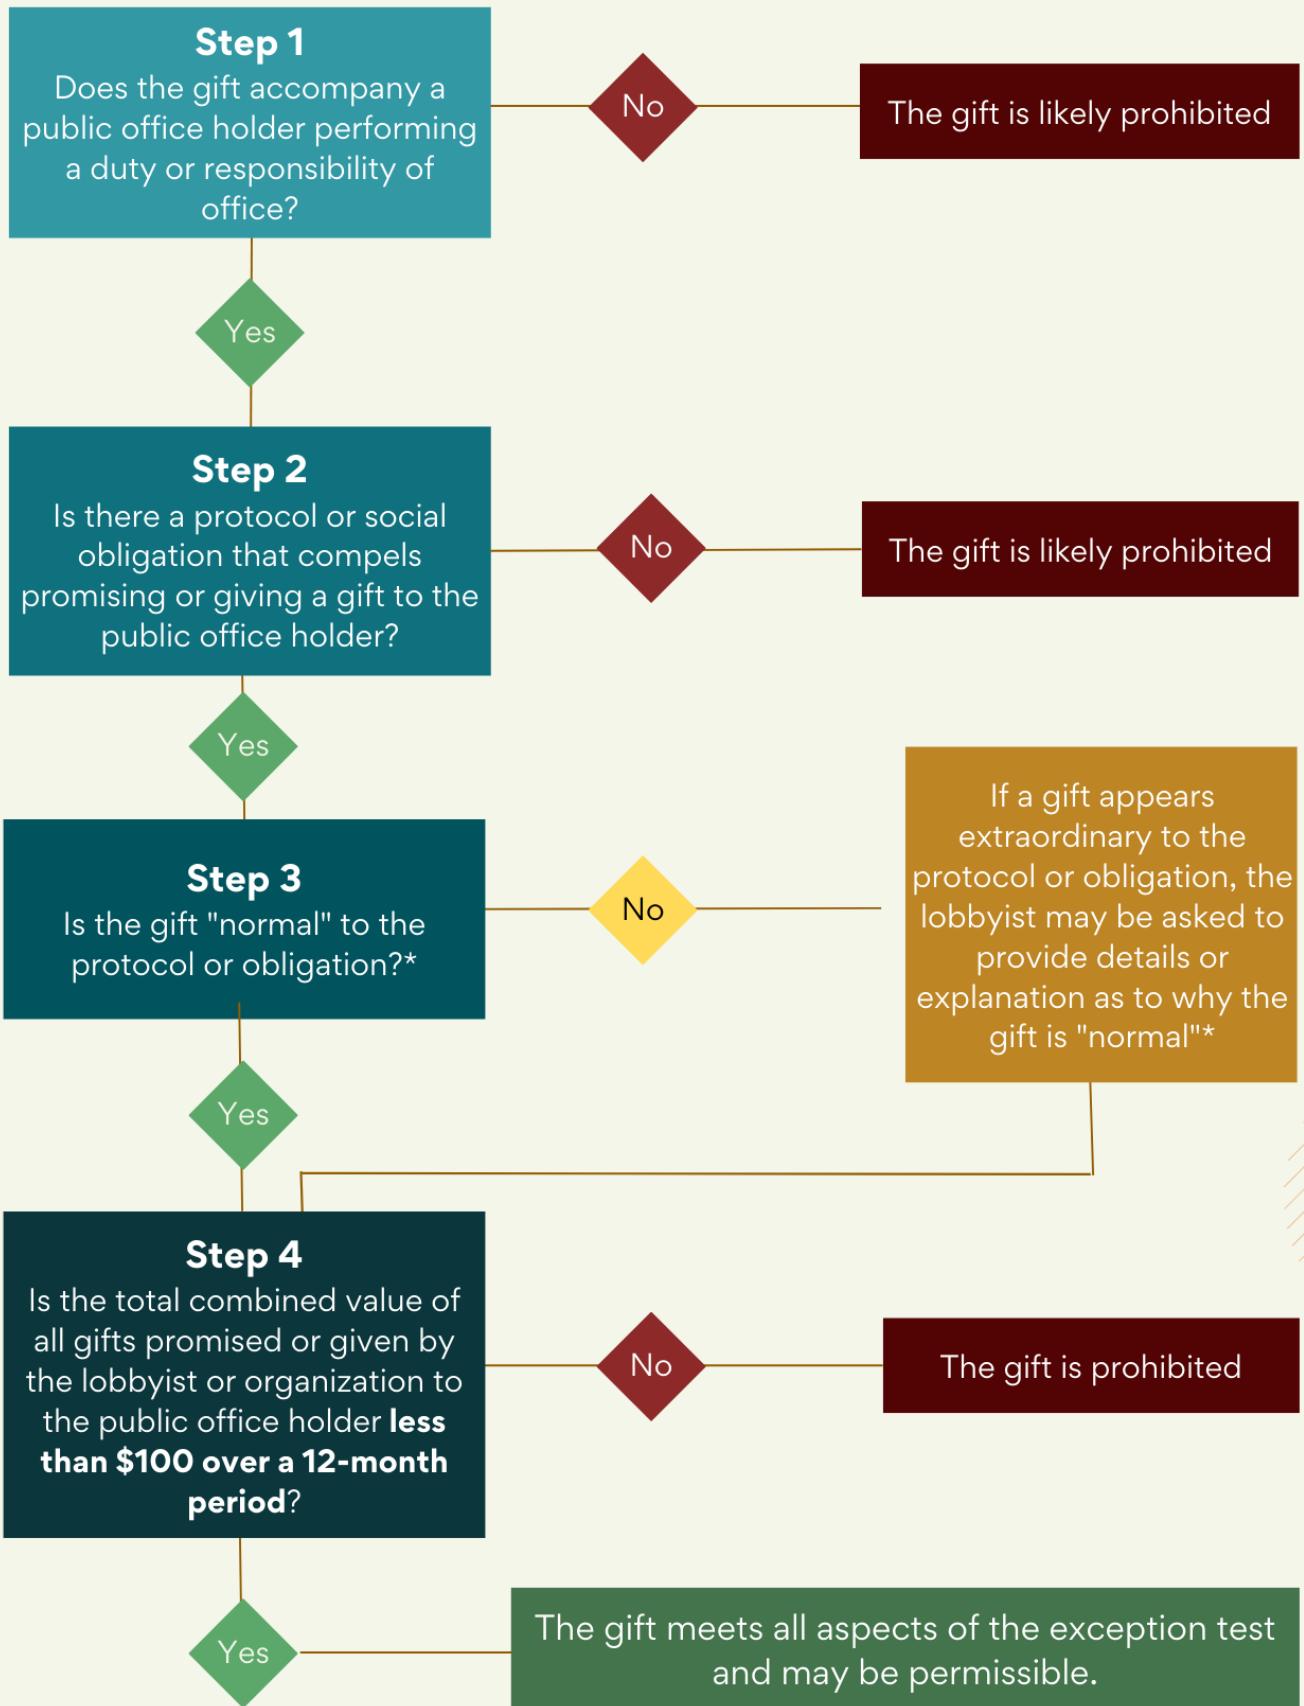 Step 1
Does the gift accompany a
public office holder performing
a duty or responsibility of
office?
No
The gift is likely prohibited
Yes
Step 2
Is there a protocol or social
obligation that compels
promising or giving a gift to the
public office holder?
No
The gift is likely prohibited
Yes
Step 3
Is the gift "normal" to the
protocol or obligation?*
No
If a gift appears
extraordinary to the
protocol or obligation, the
lobbyist may be asked to
provide details or
explanation as to why the
gift is "normal"*
Yes
Step 4
Is the total combined value of
all gifts promised or given by
the lobbyist or organization to
the public office holder less
than $100 over a 12-month
period?
No
The gift is prohibited
Yes
The gift meets all aspects of the exception test
and may be permissible.